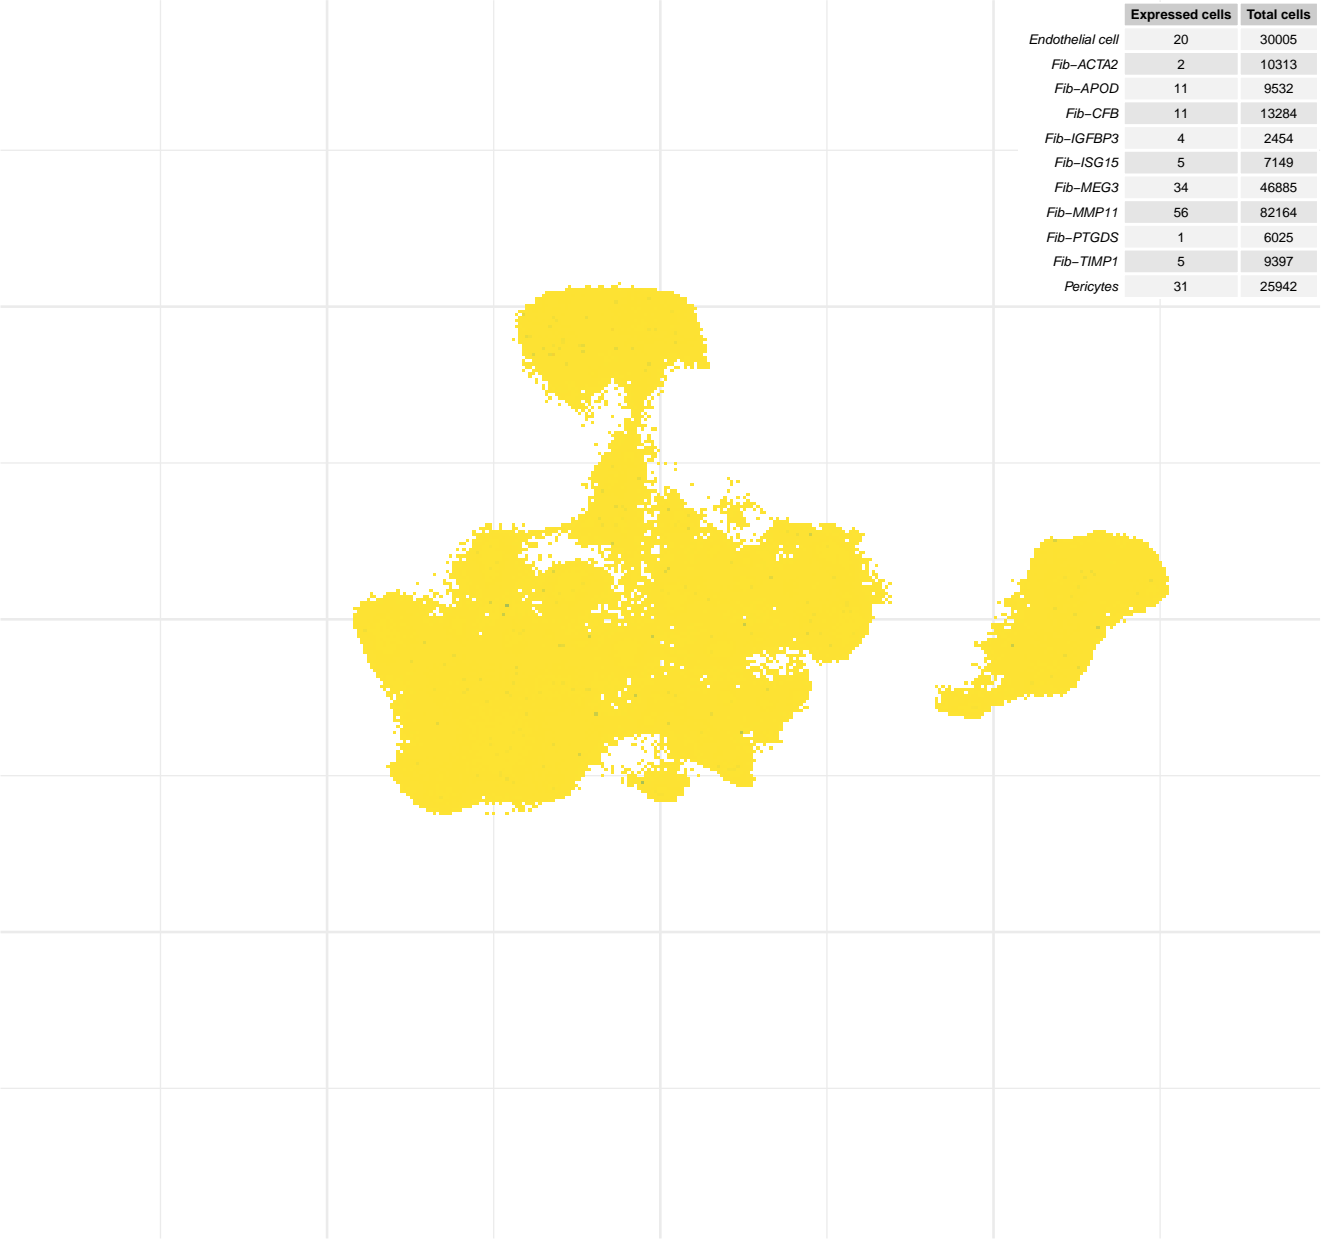 Expressed cells Total cells
Endothelial cell 20 30005
Fib−ACTA2 2 10313
Fib−APOD 11 9532
Fib−CFB 11 13284
Fib−IGFBP3 4 2454
Fib−ISG15 5 7149
Fib−MEG3 34 46885
Fib−MMP11 56 82164
Fib−PTGDS 1 6025
Fib−TIMP1 5 9397
Pericytes 31 25942